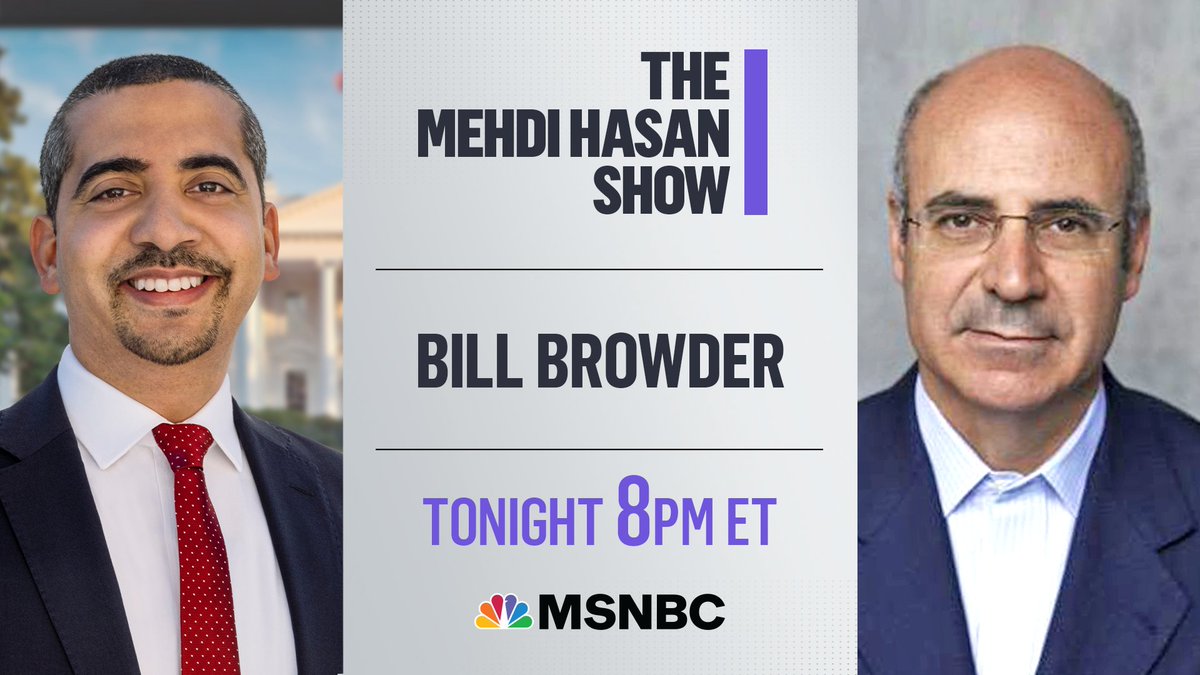 THE
MEHDI HASAN
SHOW
BILL BROWDER
TONIGHT 8PM ET
MSNBC